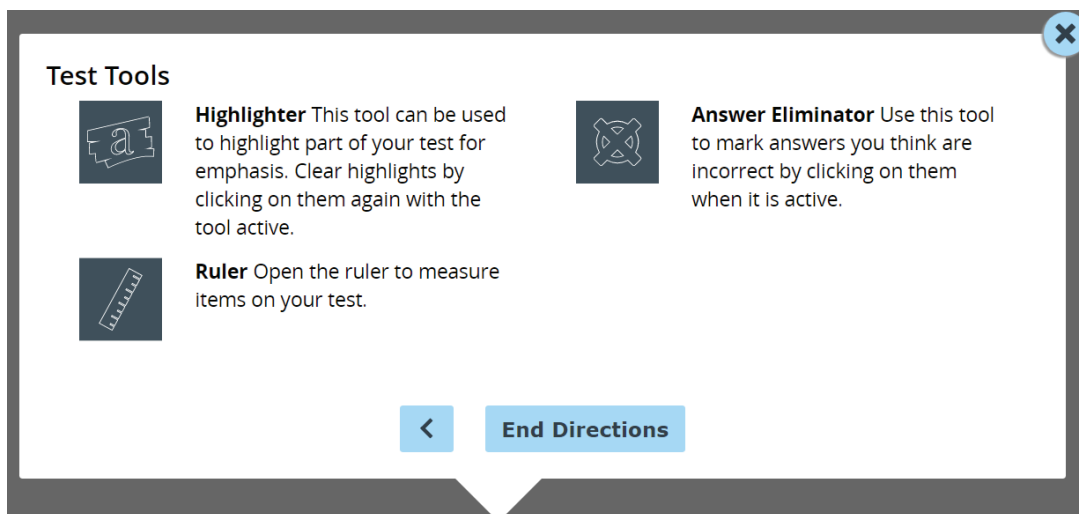 Test Tools
a
Highlighter This tool can be used
to highlight part of your test for
emphasis. Clear highlights by
clicking on them again with the
tool active.
Answer Eliminator Use this tool
to mark answers you think are
incorrect by clicking on them
when it is active.
Ruler Open the ruler to measure
items on your test.
End Directions